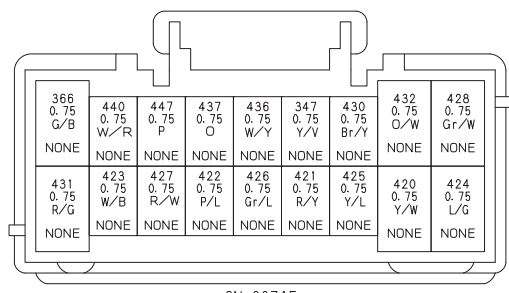 366 440 447 437 436 347 430 432 428
0.75 0.75 0.75 0.75 0.75 0.75 0.75 0.75 0.75
G/B W/R P O W/Y Y/V Br/Y O/W Gr/W
NONE NONE NONE NONE NONE NONE NONE NONE NONE
431 423 427 422 426 421 425 420 424
0.75 0.75 0.75 0.75 0.75 0.75 0.75 0.75 0.75
R/G W/B R/W P/L Gr/L R/Y Y/L Y/W L/G
NONE NONE NONE NONE NONE NONE NONE NONE NONE